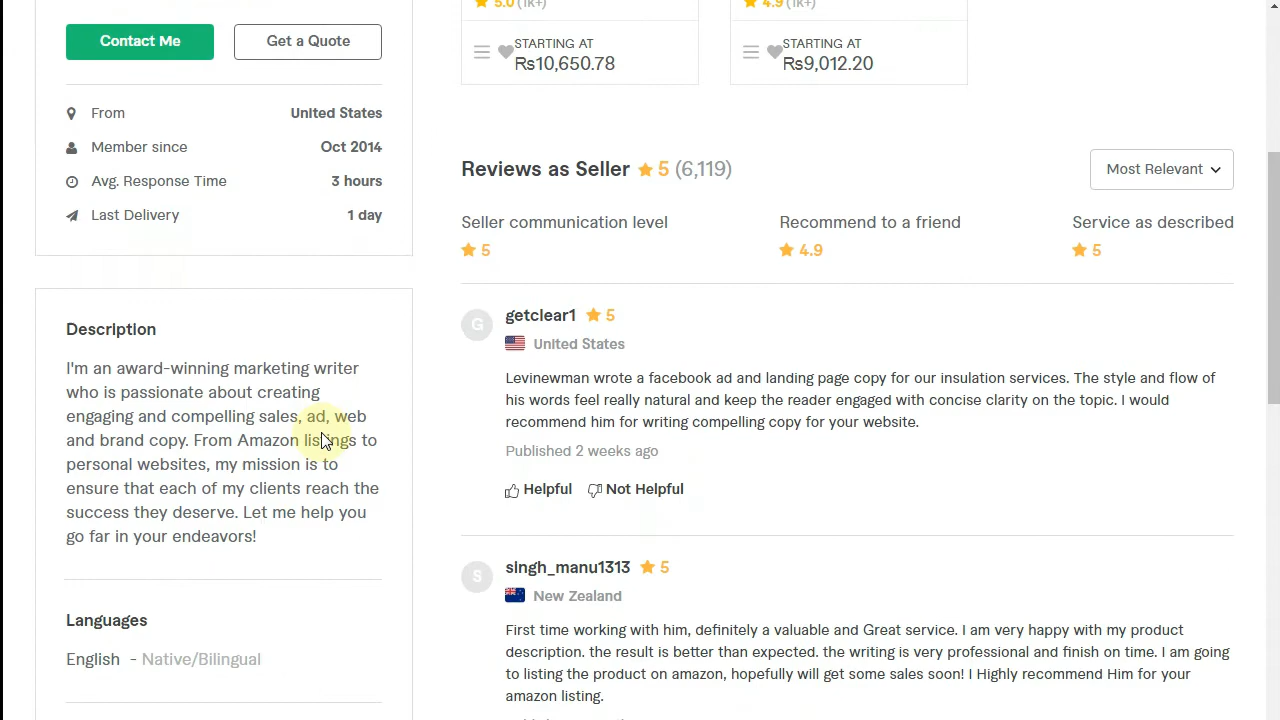 Contact Me
Get a Quote
From United States
Member since Oct 2014
Avg. Response Time 3 hours
Last Delivery 1 day
Description
I'm an award-winning marketing writer
who is passionate about creating
engaging and compelling sales, ad, web
and brand copy. From Amazon listings to
personal websites, my mission is to
ensure that each of my clients reach the
success they deserve. Let me help you
go far in your endeavors!
Languages
English - Native/Bilingual
5.0 (1k+)
STARTING AT
Rs10,650.78
4.9 (1k+)
STARTING AT
Rs9,012.20
Reviews as Seller 5 (6,119)
Most Relevant
Seller communication level
5
Recommend to a friend
4.9
Service as described
5
G
getclear1 5
United States
Levinewman wrote a facebook ad and landing page copy for our insulation services. The style and flow of
his words feel really natural and keep the reader engaged with concise clarity on the topic. I would
recommend him for writing compelling copy for your website.
Published 2 weeks ago
Helpful Not Helpful
S
singh_manu1313 5
New Zealand
First time working with him, definitely a valuable and Great service. I am very happy with my product
description. the result is better than expected. the writing is very professional and finish on time. I am going
to listing the product on amazon, hopefully will get some sales soon! I Highly recommend Him for your
amazon listing.